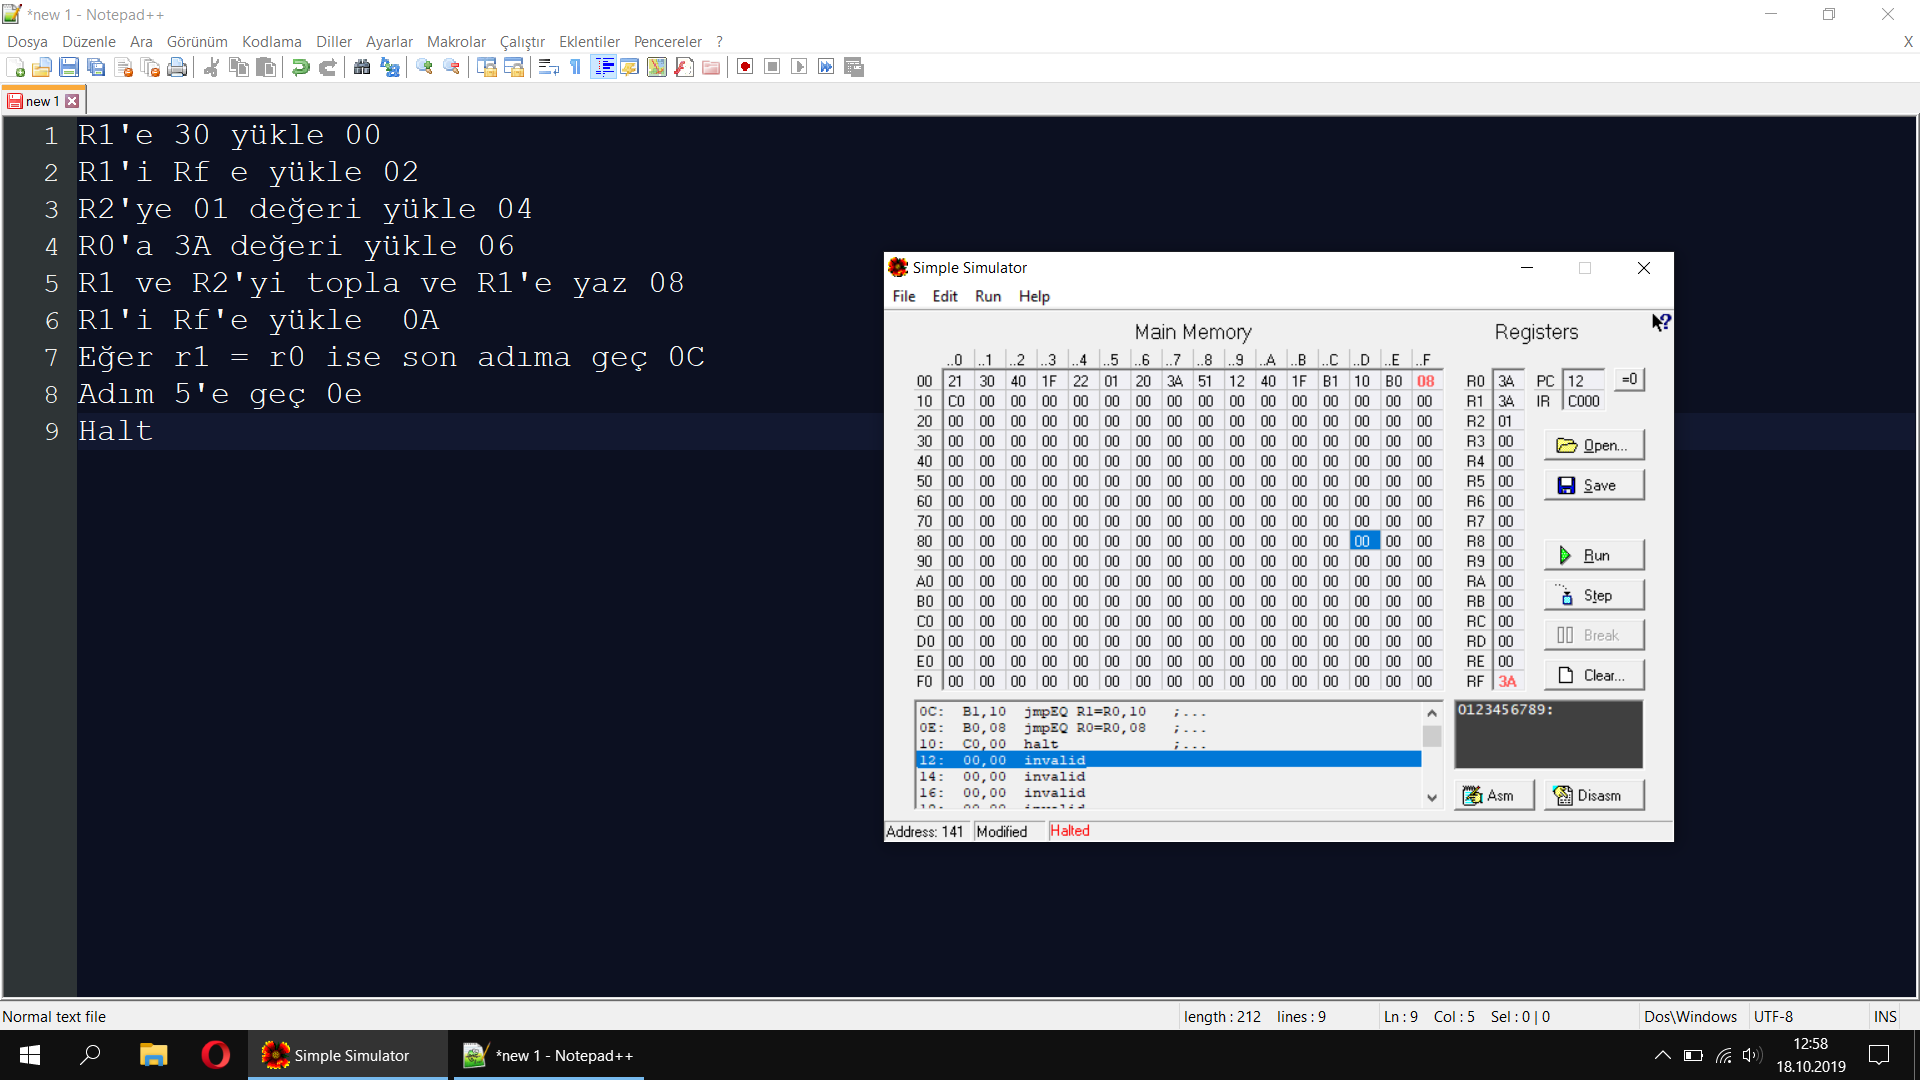 *new 1 - Notepad++
Dosya Düzenle Ara Görünüm Kodlama Diller Ayarlar Makrolar Çalıştır Eklentiler Pencereler ? X
new 1
1 R1'e 30 yükle 00
2 R1'i Rf e yükle 02
3 R2'ye 01 değeri yükle 04
4 R0'a 3A değeri yükle 06
5 R1 ve R2'yi topla ve R1'e yaz 08
6 R1'i Rf'e yükle  0A
7 Eğer r1 = r0 ise son adıma geç 0C
8 Adım 5'e geç 0e
9 Halt
Simple Simulator
File Edit Run Help
Main Memory
..0 ..1 ..2 ..3 ..4 ..5 ..6 ..7 ..8 ..9 ..A ..B ..C ..D ..E ..F
00 21 30 40 1F 22 01 20 3A 51 12 40 1F B1 10 B0 08
10 C0 00 00 00 00 00 00 00 00 00 00 00 00 00 00 00
20 00 00 00 00 00 00 00 00 00 00 00 00 00 00 00 00
30 00 00 00 00 00 00 00 00 00 00 00 00 00 00 00 00
40 00 00 00 00 00 00 00 00 00 00 00 00 00 00 00 00
50 00 00 00 00 00 00 00 00 00 00 00 00 00 00 00 00
60 00 00 00 00 00 00 00 00 00 00 00 00 00 00 00 00
70 00 00 00 00 00 00 00 00 00 00 00 00 00 00 00 00
80 00 00 00 00 00 00 00 00 00 00 00 00 00 00 00 00
90 00 00 00 00 00 00 00 00 00 00 00 00 00 00 00 00
A0 00 00 00 00 00 00 00 00 00 00 00 00 00 00 00 00
B0 00 00 00 00 00 00 00 00 00 00 00 00 00 00 00 00
C0 00 00 00 00 00 00 00 00 00 00 00 00 00 00 00 00
D0 00 00 00 00 00 00 00 00 00 00 00 00 00 00 00 00
E0 00 00 00 00 00 00 00 00 00 00 00 00 00 00 00 00
F0 00 00 00 00 00 00 00 00 00 00 00 00 00 00 00 00
Registers
R0 3A
R1 3A
R2 01
R3 00
R4 00
R5 00
R6 00
R7 00
R8 00
R9 00
RA 00
RB 00
RC 00
RD 00
RE 00
RF 3A
PC 12 =0
IR C000
Open...
Save
Run
Step
Break
Clear...
0C: B1,10 jmpEQ R1=R0,10 ;...
0E: B0,08 jmpEQ R0=R0,08 ;...
10: C0,00 halt ;...
12: 00,00 invalid
14: 00,00 invalid
16: 00,00 invalid
0123456789:
Asm Disasm
Address: 141 Modified Halted
Normal text file length : 212 lines : 9 Ln : 9 Col : 5 Sel : 0 | 0 Dos\Windows UTF-8 INS
Simple Simulator
*new 1 - Notepad++
12:58
18.10.2019